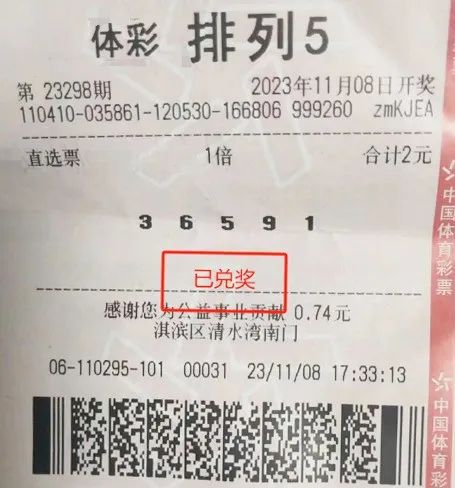 体彩 排列5
第 23298期 2023年11月08日开奖
110410-035861-120530-166806 999260 zmKJEA
直选票 1倍 合计2元
3 6 5 9 1
已兑奖
感谢您为公益事业贡献 0.74元
淇滨区清水湾南门
06-110295-101 00031 23/11/08 17:33:13
中国体育彩票
中国体育彩